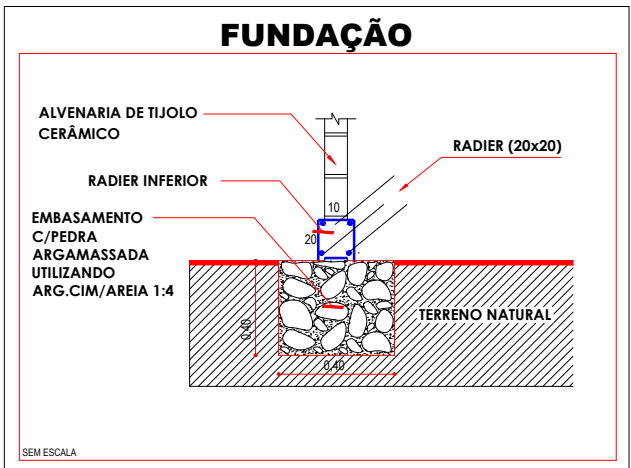 FUNDAÇÃO
ALVENARIA DE TIJOLO
CERÂMICO
RADIER (20x20)
RADIER INFERIOR
10
EMBASAMENTO
C/PEDRA
ARGAMASSADA
UTILIZANDO
ARG.CIM/AREIA 1:4
20
TERRENO NATURAL
0,40
0,40
SEM ESCALA